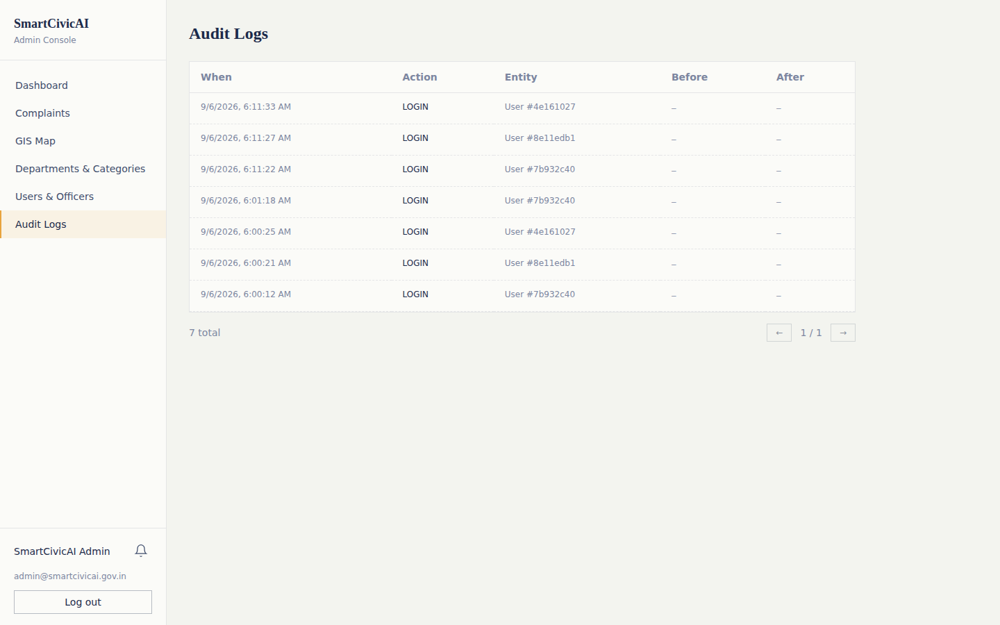 SmartCivicAI
Admin Console
Dashboard
Complaints
GIS Map
Departments & Categories
Users & Officers
Audit Logs
SmartCivicAI Admin
admin@smartcivicai.gov.in
Log out
Audit Logs
When Action Entity Before After
9/6/2026, 6:11:33 AM LOGIN User #4e161027 – –
9/6/2026, 6:11:27 AM LOGIN User #8e11edb1 – –
9/6/2026, 6:11:22 AM LOGIN User #7b932c40 – –
9/6/2026, 6:01:18 AM LOGIN User #7b932c40 – –
9/6/2026, 6:00:25 AM LOGIN User #4e161027 – –
9/6/2026, 6:00:21 AM LOGIN User #8e11edb1 – –
9/6/2026, 6:00:12 AM LOGIN User #7b932c40 – –
7 total ← 1 / 1 →